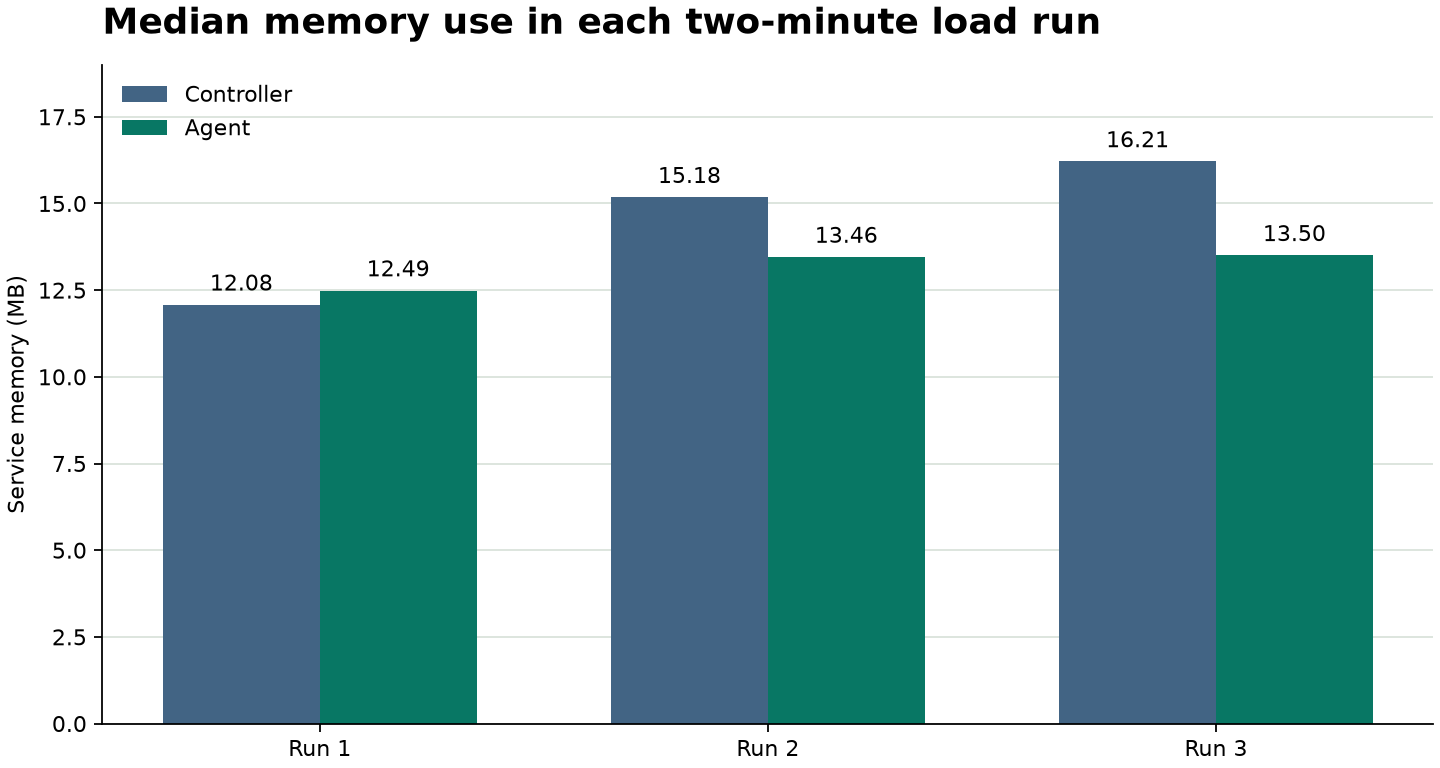 Median memory use in each two-minute load run
Controller
Agent
Service memory (MB)
17.5
15.0
12.5
10.0
7.5
5.0
2.5
0.0
12.08
12.49
15.18
13.46
16.21
13.50
Run 1
Run 2
Run 3